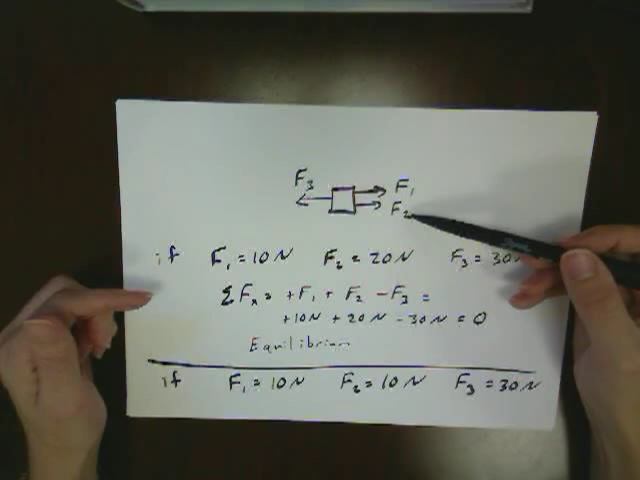 F₃ F₁
F₂
if F₁ = 10N F₂ = 20N F₃ = 30N
ΣFₓ = +F₁ + F₂ - F₃ =
+10N + 20N - 30N = 0
Equilibrium
if F₁ = 10N F₂ = 10N F₃ = 30N